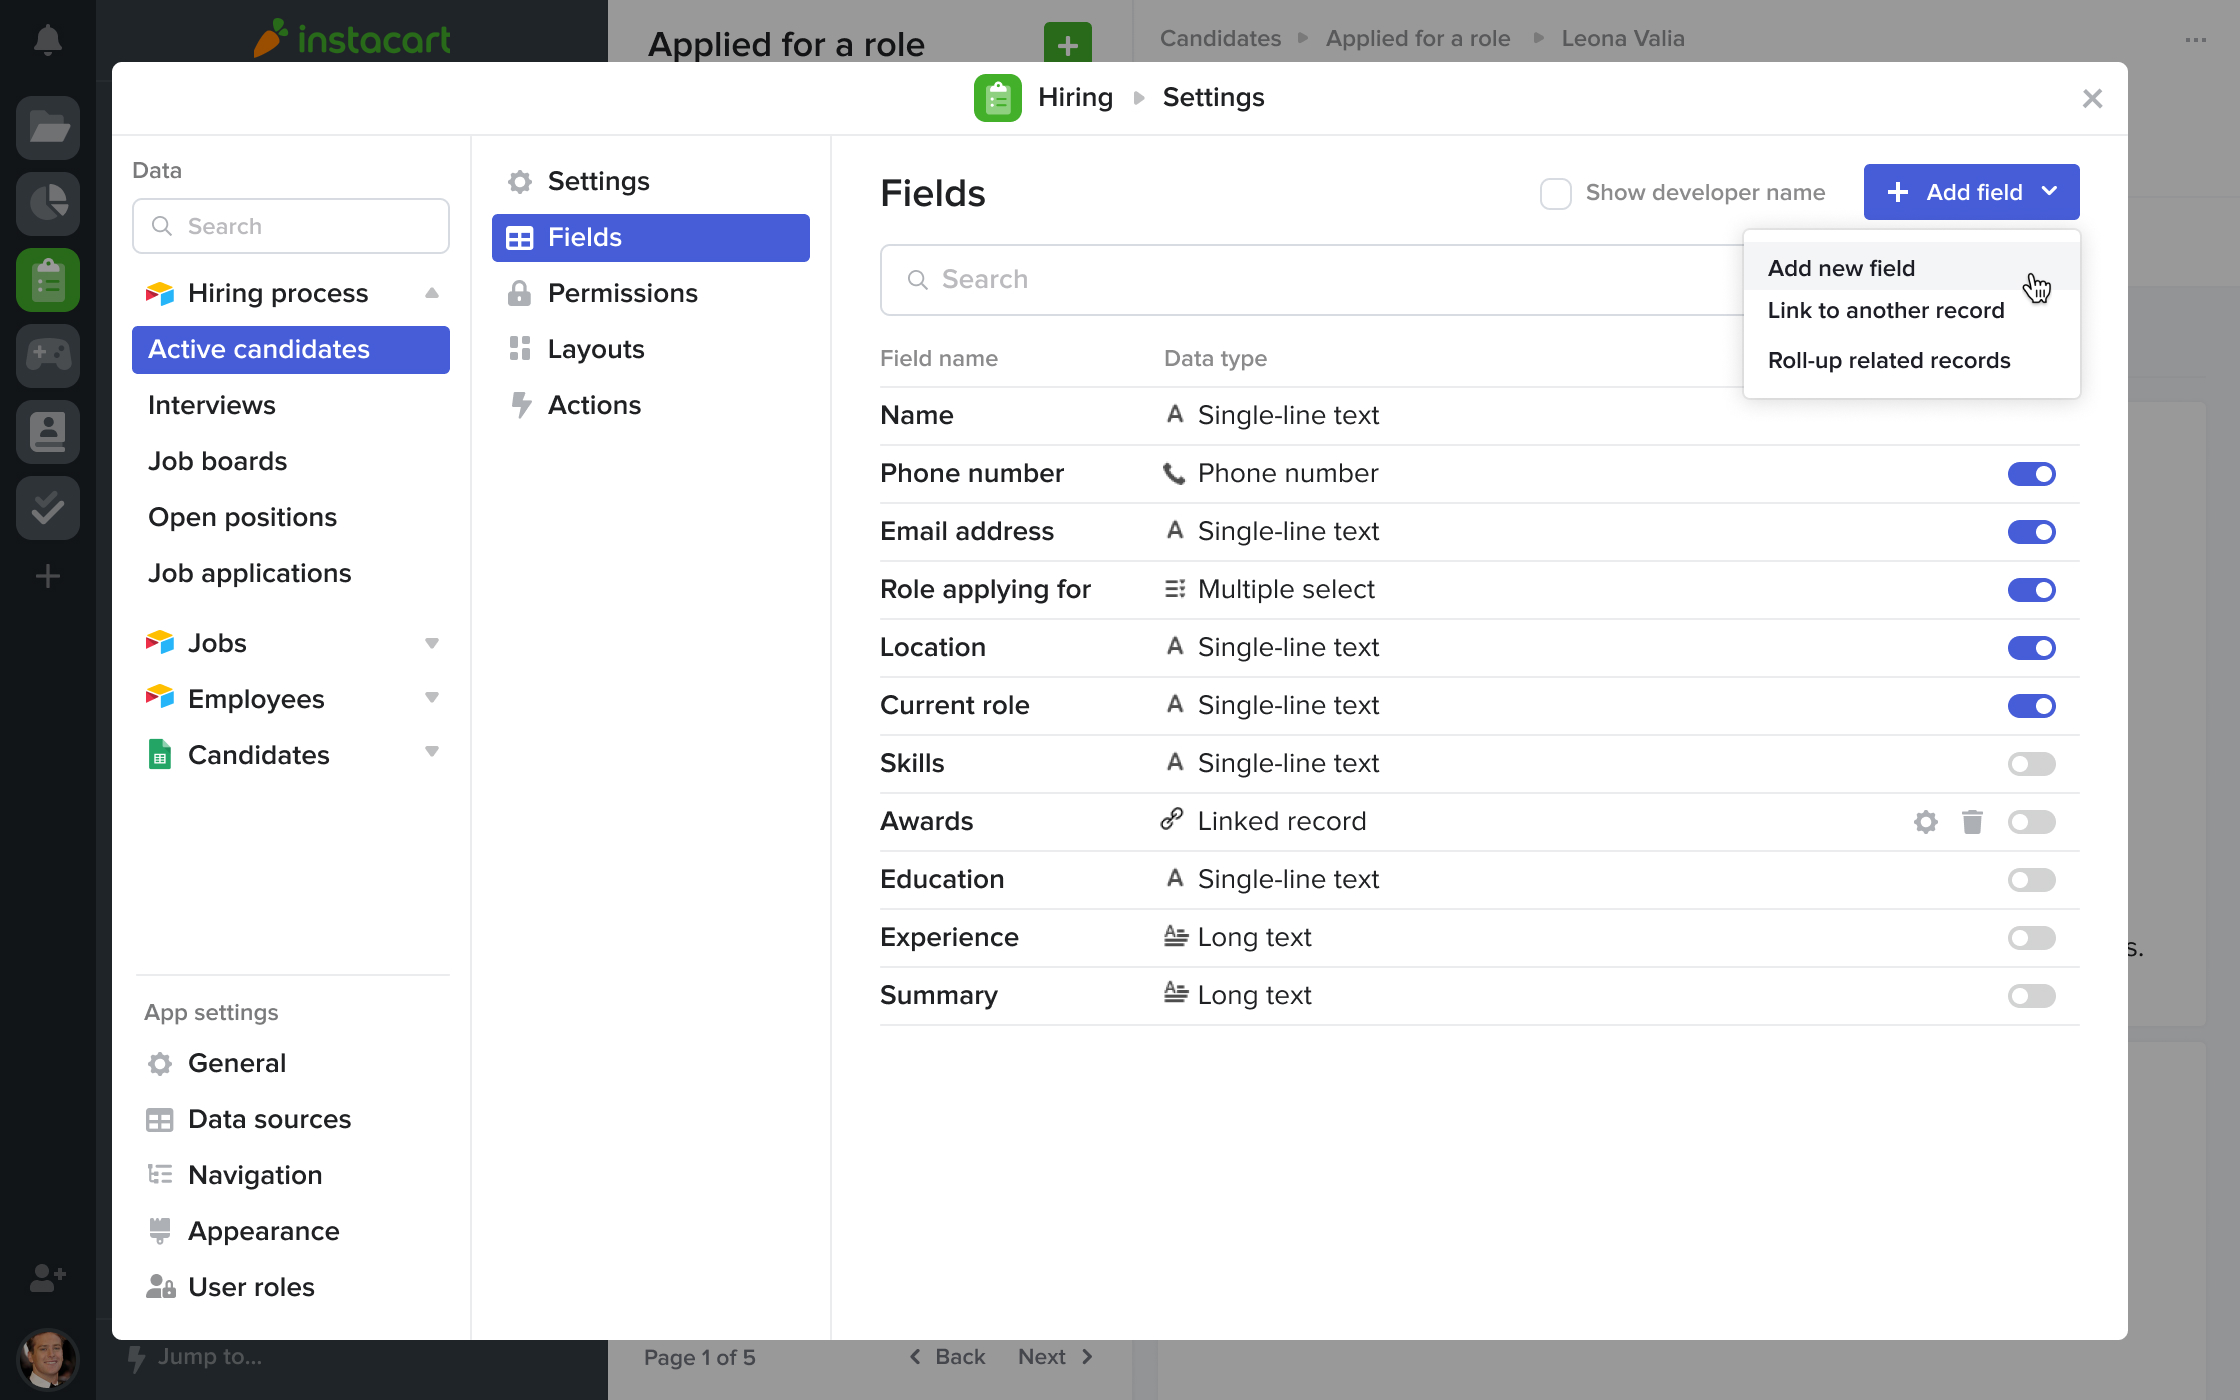 instacart
Applied for a role
Candidates Applied for a role Leona Valia
Hiring Settings
Data
Search
Hiring process
Active candidates
Interviews
Job boards
Open positions
Job applications
Jobs
Employees
Candidates
App settings
General
Data sources
Navigation
Appearance
User roles
Settings
Fields
Permissions
Layouts
Actions
Fields
Show developer name
Add field
Add new field
Link to another record
Roll-up related records
Search
Field name Data type
Name Single-line text
Phone number Phone number
Email address Single-line text
Role applying for Multiple select
Location Single-line text
Current role Single-line text
Skills Single-line text
Awards Linked record
Education Single-line text
Experience Long text
Summary Long text
s.
Jump to...
Page 1 of 5 Back Next